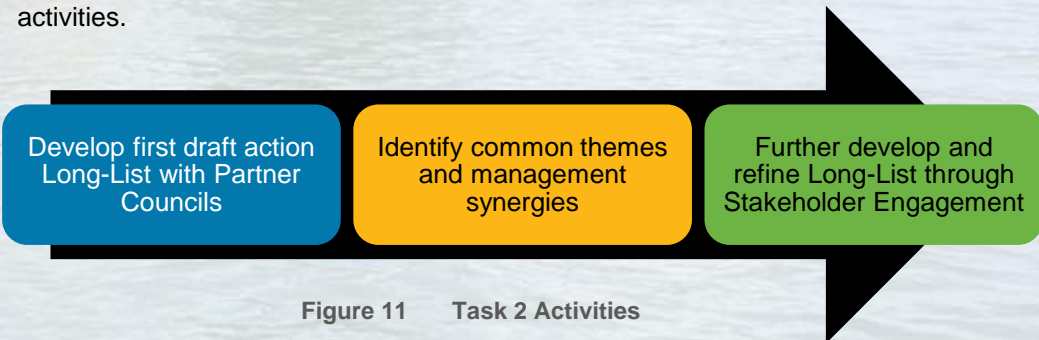 activities.
Develop first draft action
Long-List with Partner
Councils
Identify common themes
and management
synergies
Further develop and
refine Long-List through
Stakeholder Engagement
Figure 11 Task 2 Activities